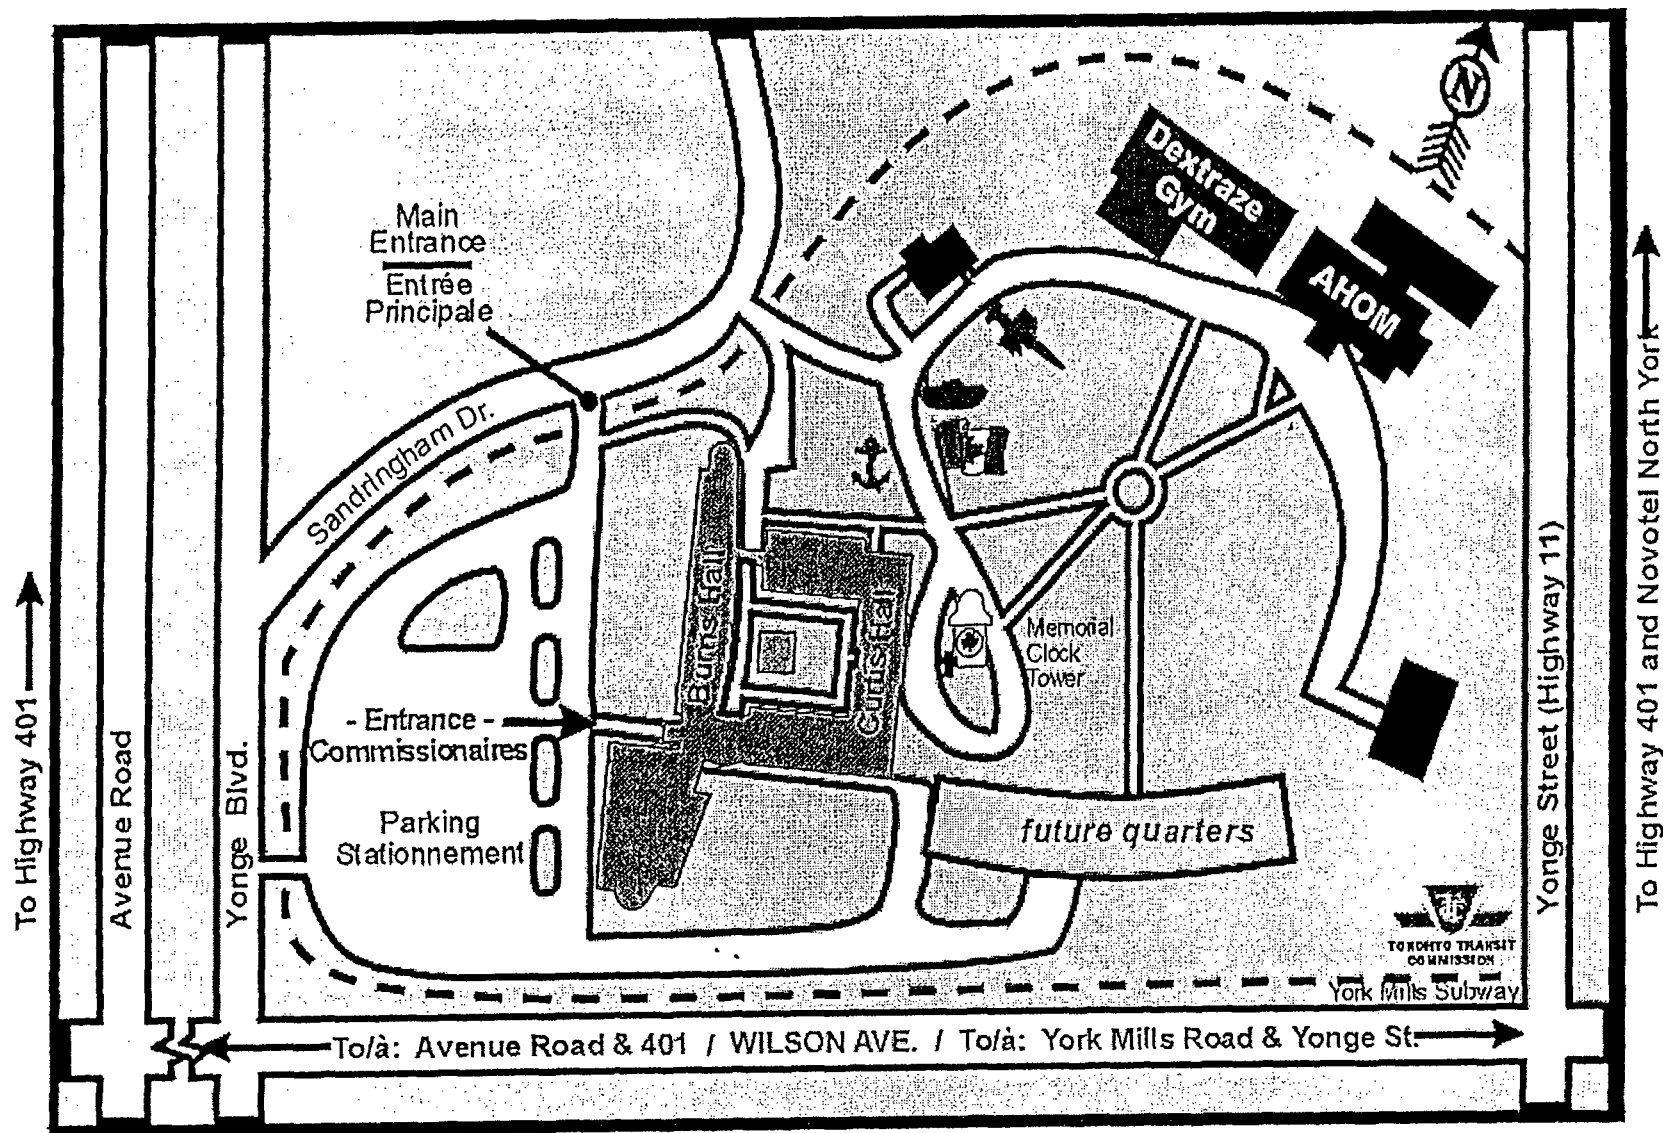 N
Dextraze
Gym
AHOM
Main
Entrance
Entrée
Principale
Sandringham Dr.
Burns Hall
Curtis Hall
Memorial
Clock
Tower
- Entrance -
Commissionaires
Parking
Stationnement
future quarters
To Highway 401
Avenue Road
Yonge Blvd.
Yonge Street (Highway 11)
To Highway 401 and Novotel North York
TTC
TORONTO TRANSIT
COMMISSION
York Mills Subway
To/à: Avenue Road & 401 / WILSON AVE. / To/à: York Mills Road & Yonge St.